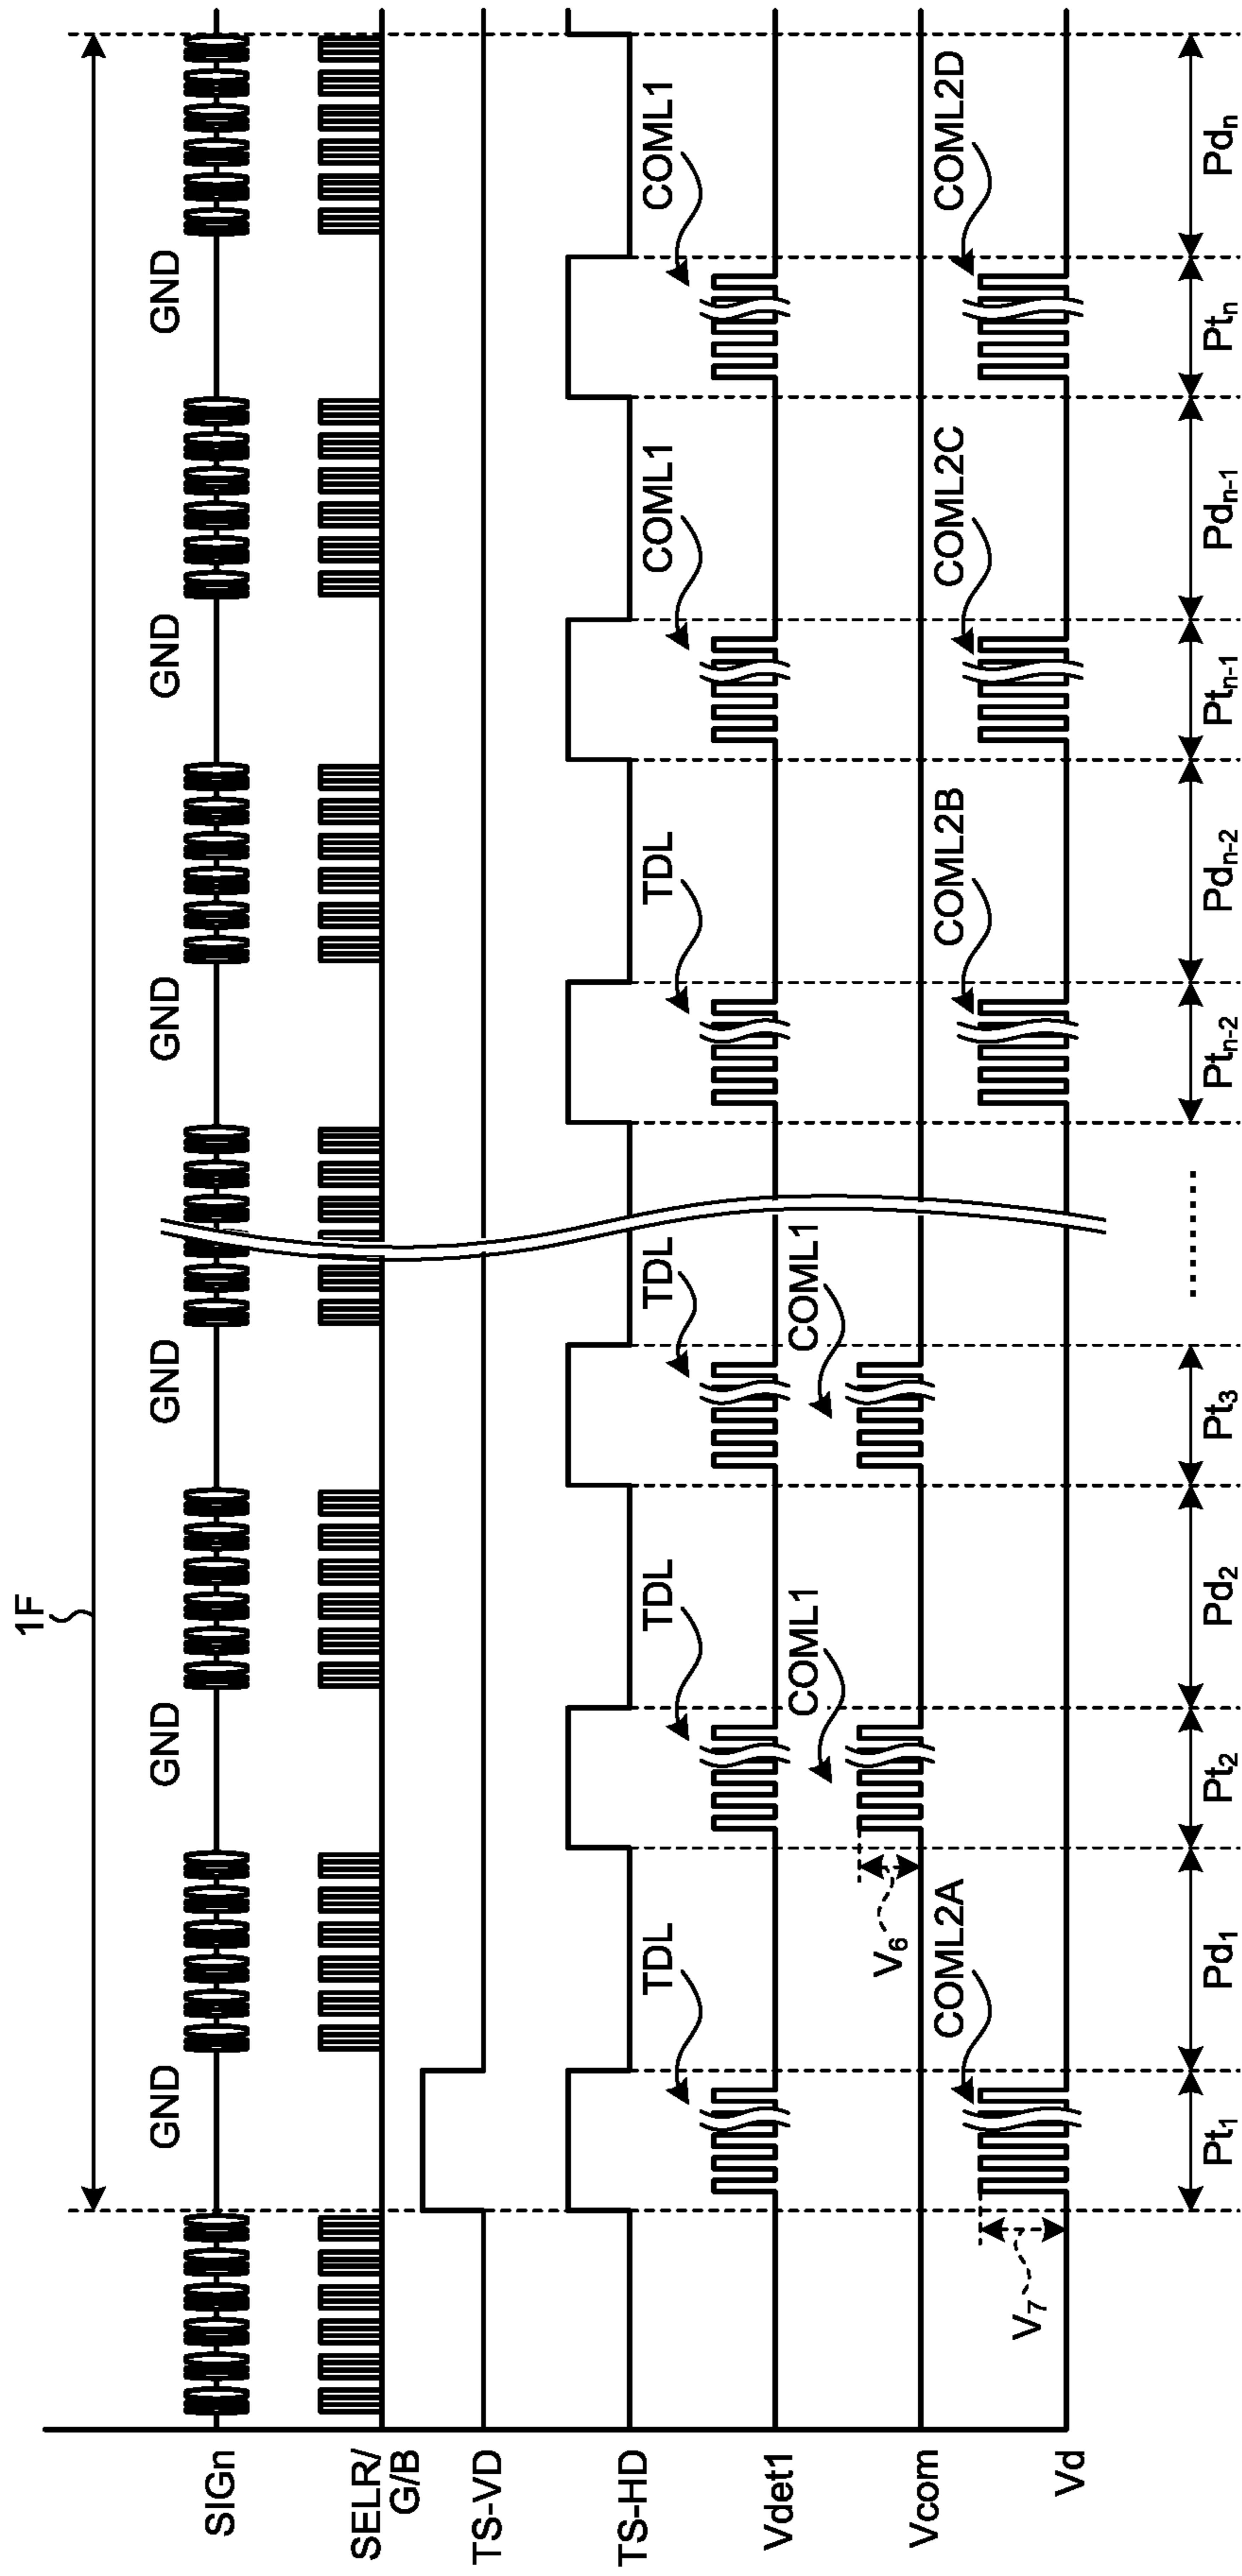 1F
SIGn
GND
GND
GND
GND
GND
GND
SELR/
G/B
TS-VD
TS-HD
Vdet1
TDL
TDL
TDL
TDL
COML1
COML1
Vcom
V6
COML1
COML1
Vd
V7
COML2A
COML2B
COML2C
COML2D
Pt1
Pd1
Pt2
Pd2
Pt3
........
Ptn-2
Pdn-2
Ptn-1
Pdn-1
Ptn
Pdn